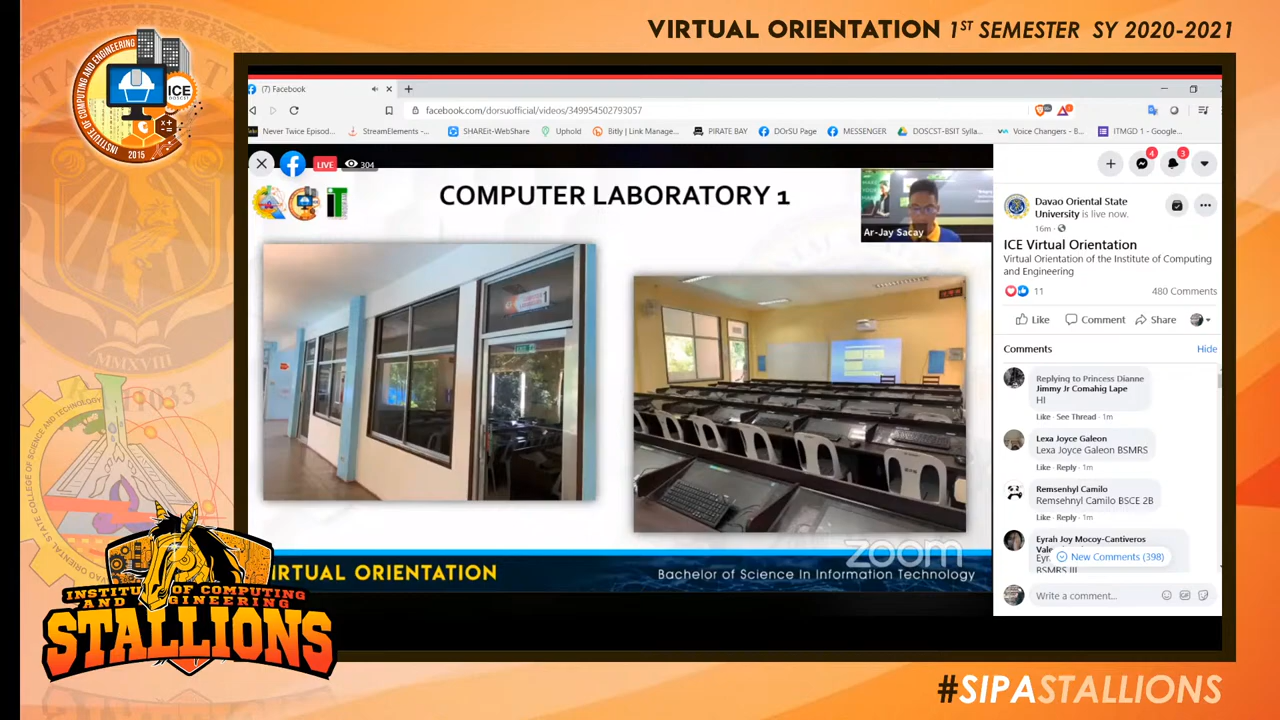 VIRTUAL ORIENTATION 1ST SEMESTER SY 2020-2021
INSTITUTE OF COMPUTING AND ENGINEERING
ICE
DOSCST
2015
(7) Facebook
facebook.com/dorsuofficial/videos/349954502793057
Never Twice Episod...
StreamElements -...
SHAREit-WebShare
Uphold
Bitly | Link Manage...
PIRATE BAY
DOrSU Page
MESSENGER
DOSCST-BSIT Sylla...
Voice Changers - B...
ITMGD 1 - Google...
LIVE
304
4
3
COMPUTER LABORATORY 1
Ar-Jay Sacay
Davao Oriental State
University is live now.
16m
ICE Virtual Orientation
Virtual Orientation of the Institute of Computing
and Engineering
11
480 Comments
Like
Comment
Share
Comments
Hide
Replying to Princess Dianne
Jimmy Jr Comahig Lape
HI
Like · See Thread · 1m
Lexa Joyce Galeon
Lexa Joyce Galeon BSMRS
Like · Reply · 1m
Remsenhyl Camilo
Remsehnyl Camilo BSCE 2B
Like · Reply · 1m
Eyrah Joy Mocoy-Cantiveros
Vale
Eyr.
New Comments (398)
BSMRS III
Write a comment...
zoom
VIRTUAL ORIENTATION
Bachelor of Science In Information Technology
MMXVIII
INSTITUTE OF COMPUTING
AND ENGINEERING
STALLIONS
#SIPASTALLIONS